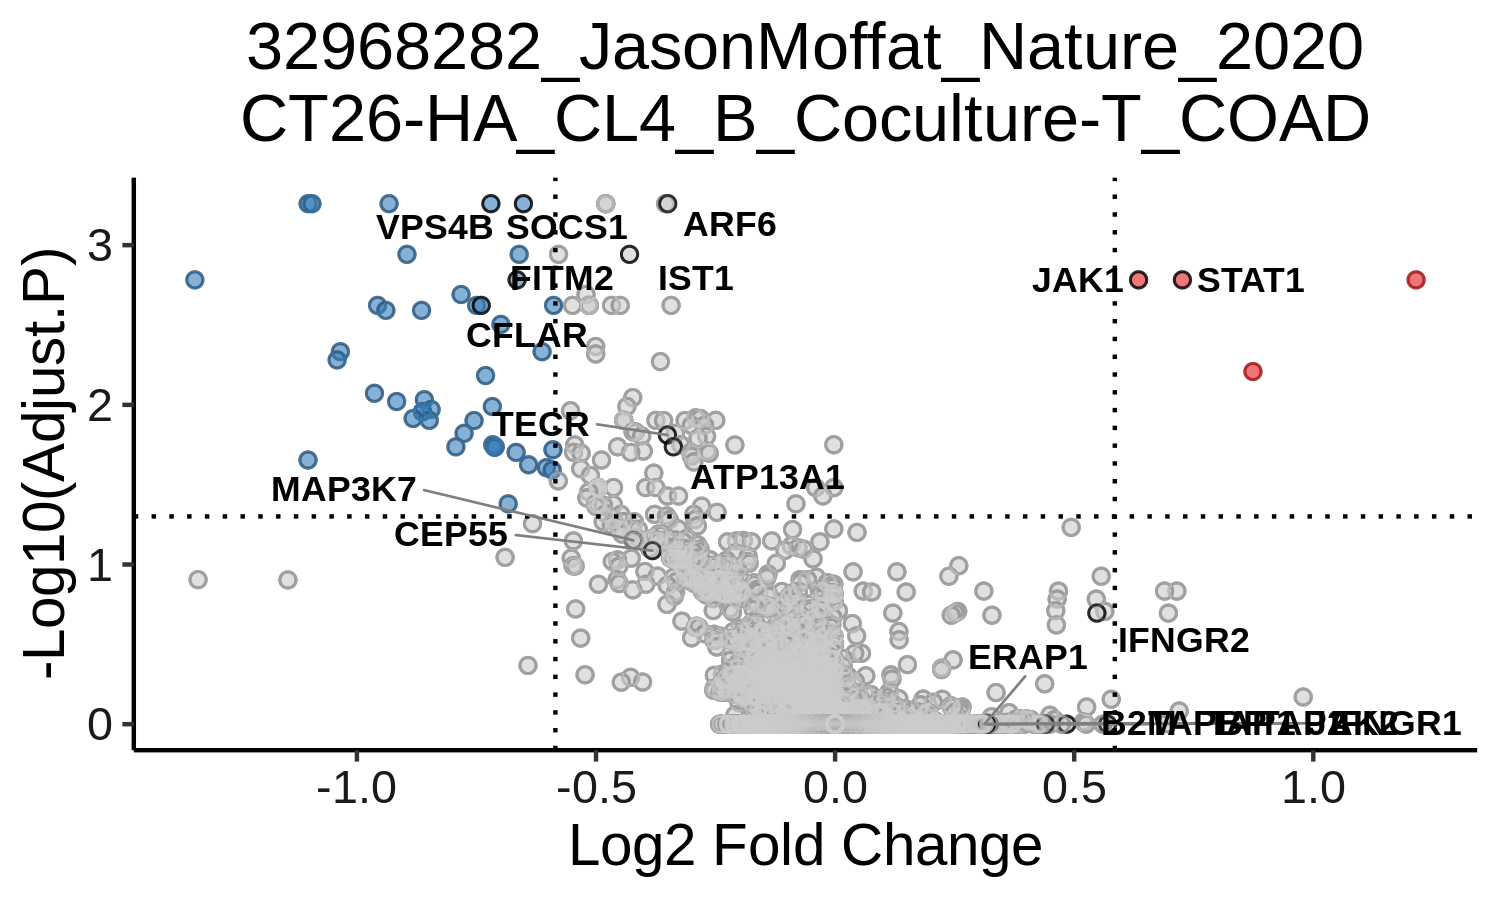 32968282_JasonMoffat_Nature_2020
CT26-HA_CL4_B_Coculture-T_COAD
-Log10(Adjust.P)
3
2
1
0
VPS4B SOCS1 ARF6
FITM2 IST1 JAK1 STAT1
CFLAR
TECR
ATP13A1
MAP3K7
CEP55
IFNGR2
ERAP1
B2M
-1.0 -0.5 0.0 0.5 1.0
Log2 Fold Change